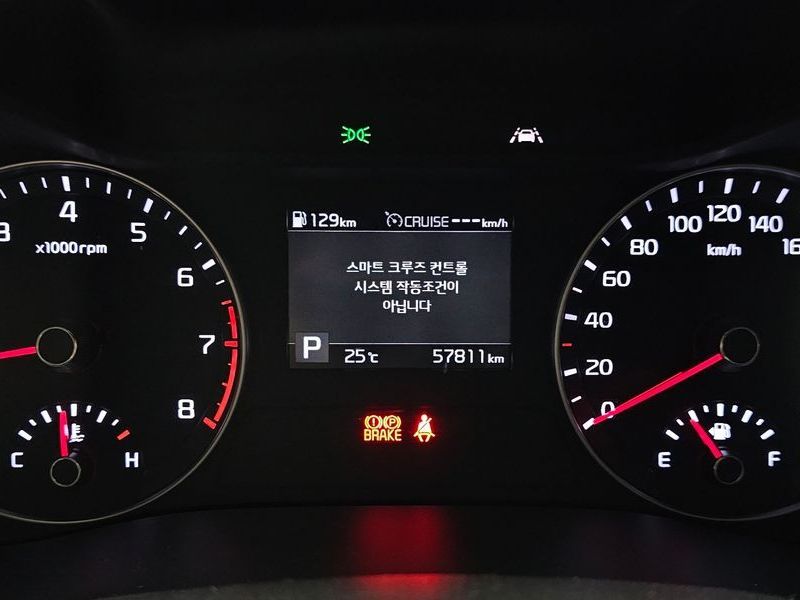 3
4
5
6
7
8
x1000rpm
C
H
129km
CRUISE ---km/h
스마트 크루즈 컨트롤
시스템 작동조건이
아닙니다
P
25℃
57811km
(!)(P)
BRAKE
0
20
40
60
80
100
120
140
16
km/h
E
F